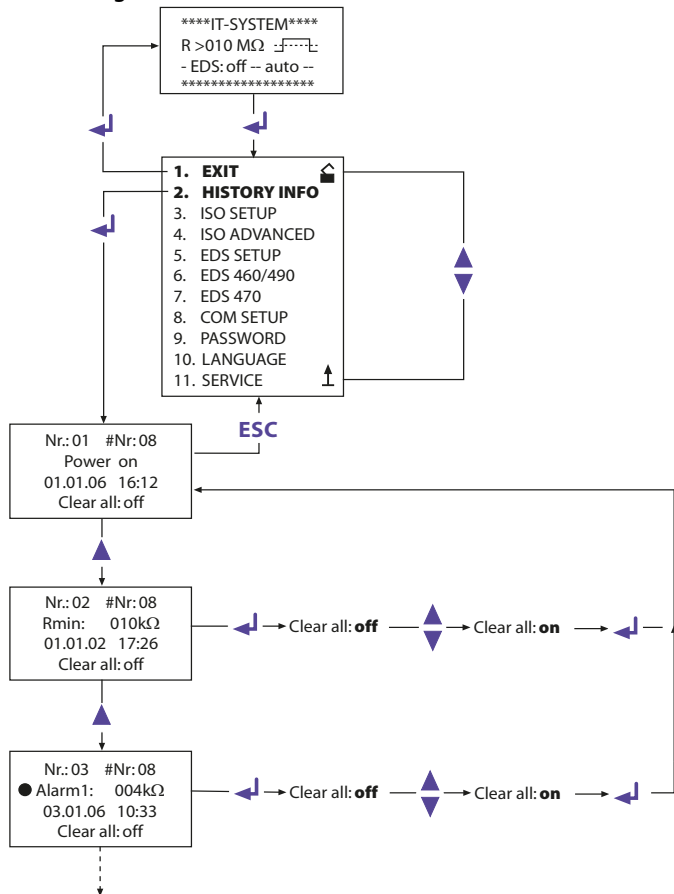 ****IT-SYSTEM****
R >010 MΩ
- EDS: off -- auto --
******************
1. EXIT
2. HISTORY INFO
3. ISO SETUP
4. ISO ADVANCED
5. EDS SETUP
6. EDS 460/490
7. EDS 470
8. COM SETUP
9. PASSWORD
10. LANGUAGE
11. SERVICE
ESC
Nr.: 01 #Nr: 08
Power on
01.01.06 16:12
Clear all: off
Nr.: 02 #Nr: 08
Rmin: 010kΩ
01.01.02 17:26
Clear all: off
Clear all: off
Clear all: on
Nr.: 03 #Nr: 08
Alarm1: 004kΩ
03.01.06 10:33
Clear all: off
Clear all: off
Clear all: on